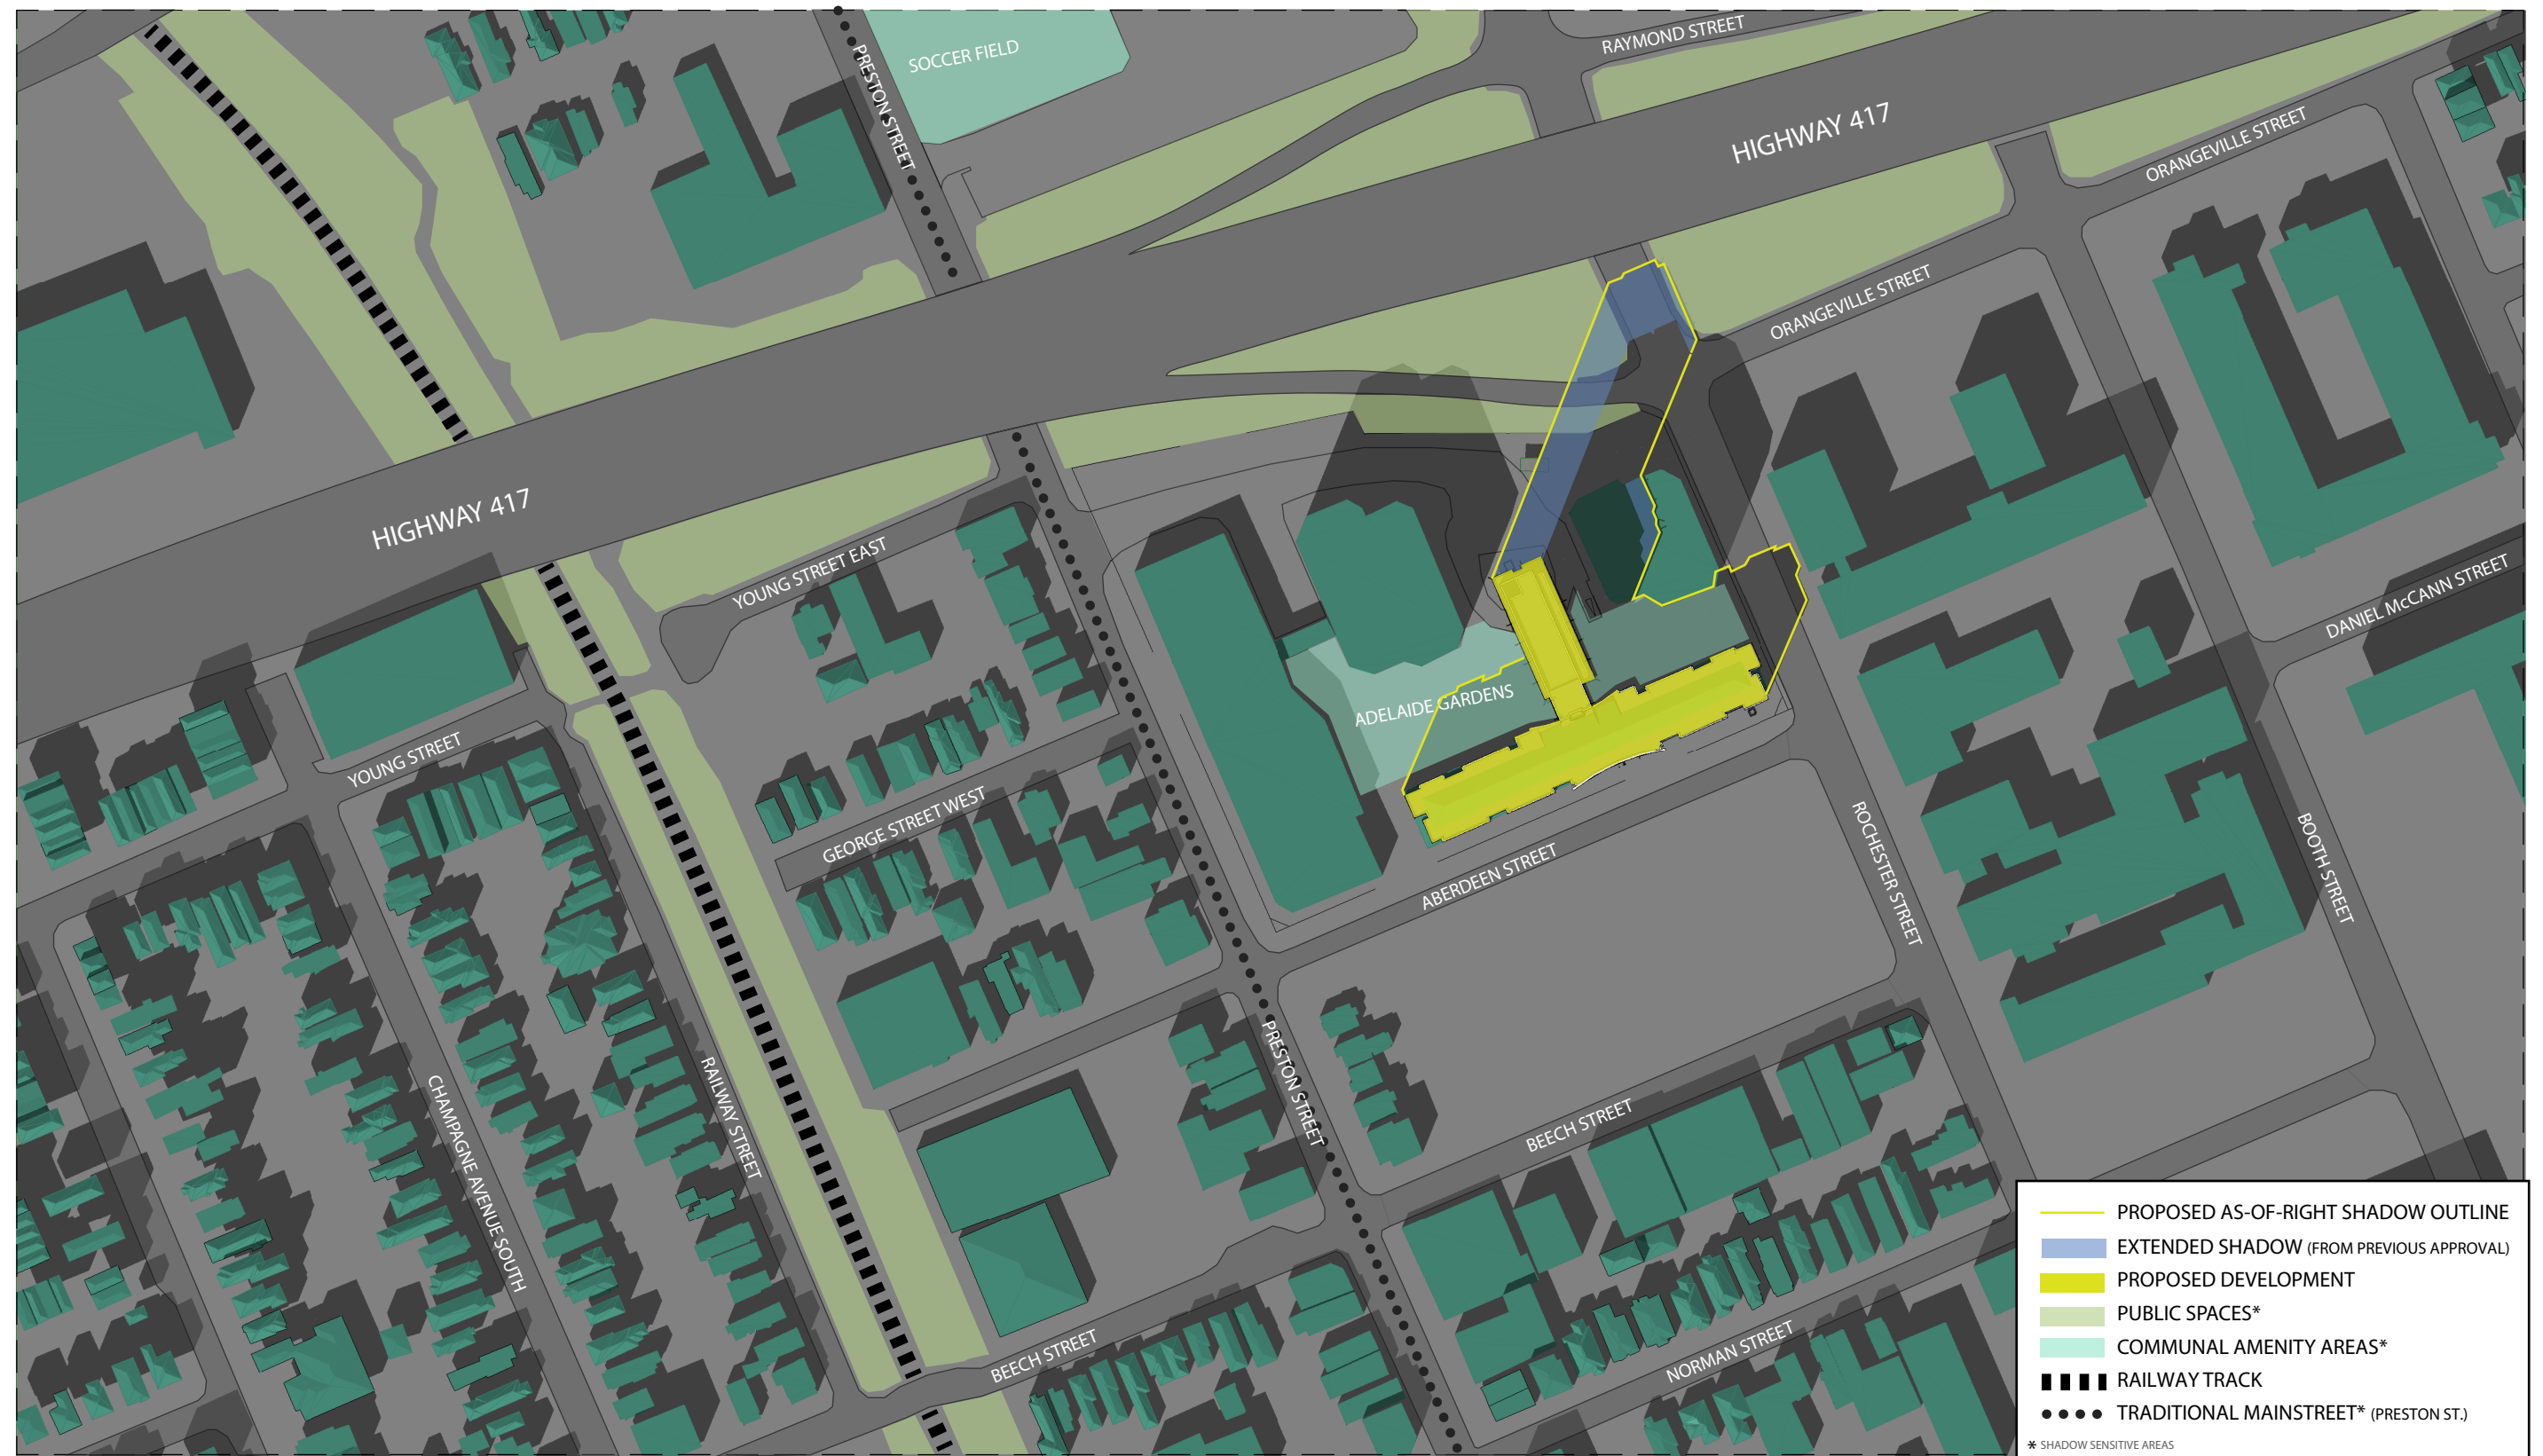 RAYMOND STREET
SOCCER FIELD
PRESTON STREET
HIGHWAY 417
ORANGEVILLE STREET
ORANGEVILLE STREET
HIGHWAY 417
YOUNG STREET EAST
DANIEL McCANN STREET
ADELAIDE GARDENS
YOUNG STREET
GEORGE STREET WEST
ABERDEEN STREET
ROCHESTER STREET
BOOTH STREET
PRESTON STREET
RAILWAY STREET
CHAMPAGNE AVENUE SOUTH
BEECH STREET
BEECH STREET
NORMAN STREET
PROPOSED AS-OF-RIGHT SHADOW OUTLINE
EXTENDED SHADOW (FROM PREVIOUS APPROVAL)
PROPOSED DEVELOPMENT
PUBLIC SPACES*
COMMUNAL AMENITY AREAS*
RAILWAY TRACK
TRADITIONAL MAINSTREET* (PRESTON ST.)
* SHADOW SENSITIVE AREAS